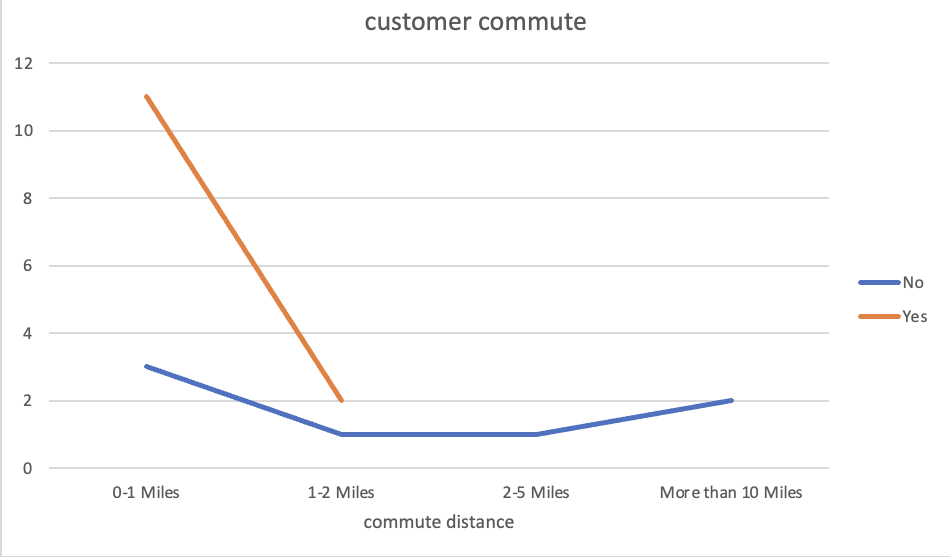 customer commute
12
10
8
6
4
2
0
0-1 Miles
1-2 Miles
2-5 Miles
More than 10 Miles
commute distance
No
Yes